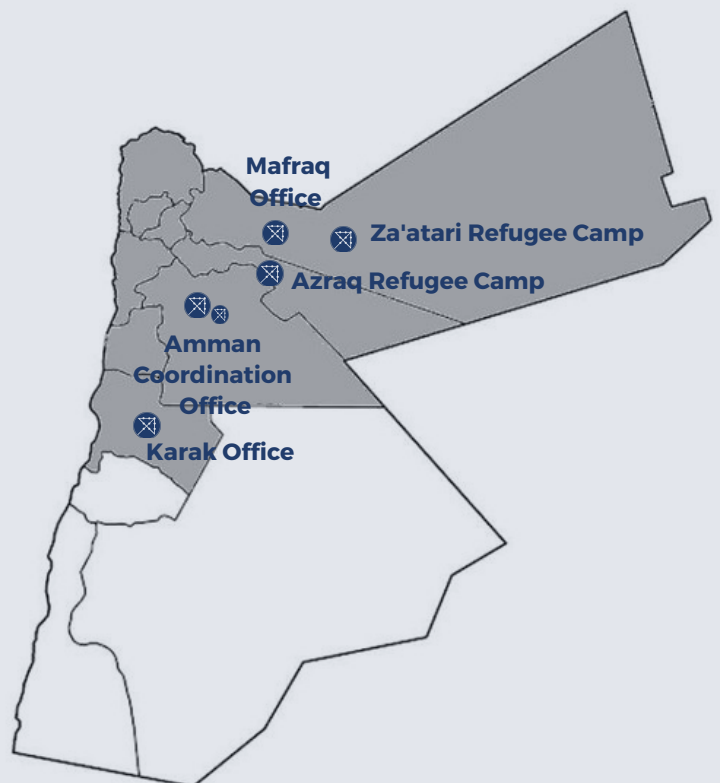 Mafraq
Office
Za'atari Refugee Camp
Azraq Refugee Camp
Amman
Coordination
Office
Karak Office